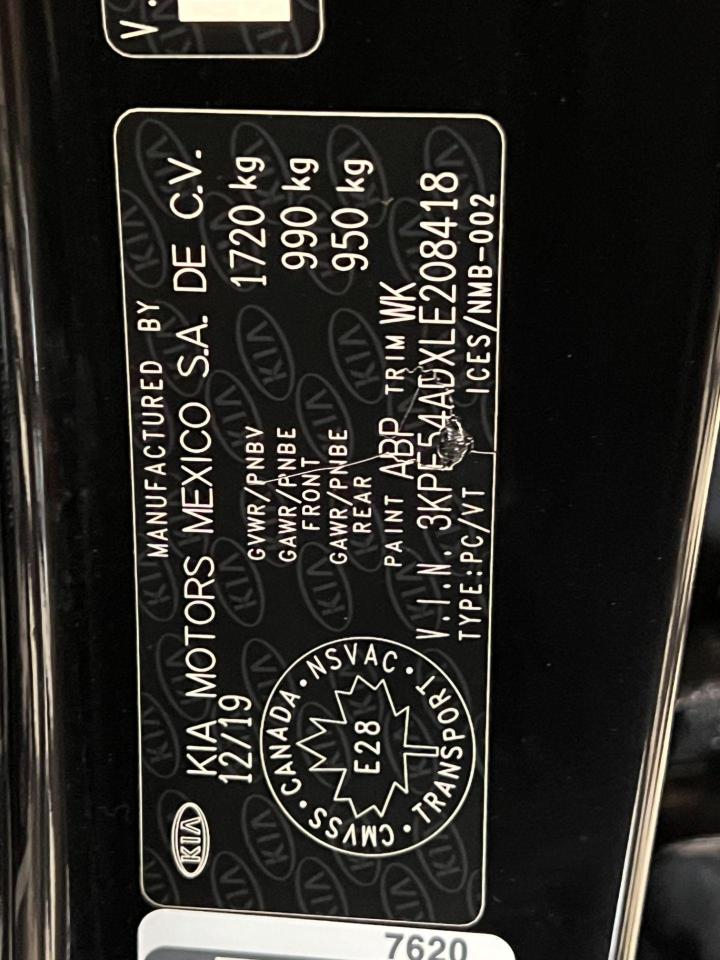 V.
MANUFACTURED BY
KIA KIA MOTORS MEXICO S.A. DE C.V.
12/19
GVWR/PNBV 1720 kg
GAWR/PNBE FRONT 990 kg
GAWR/PNBE REAR 950 kg
PAINT ABP TRIM WK
V.I.N. 3KPF54ADXLE208418
TYPE:PC/VT ICES/NMB-002
CMVSS • CANADA • NSVAC • TRANSPORT •
E28
7620